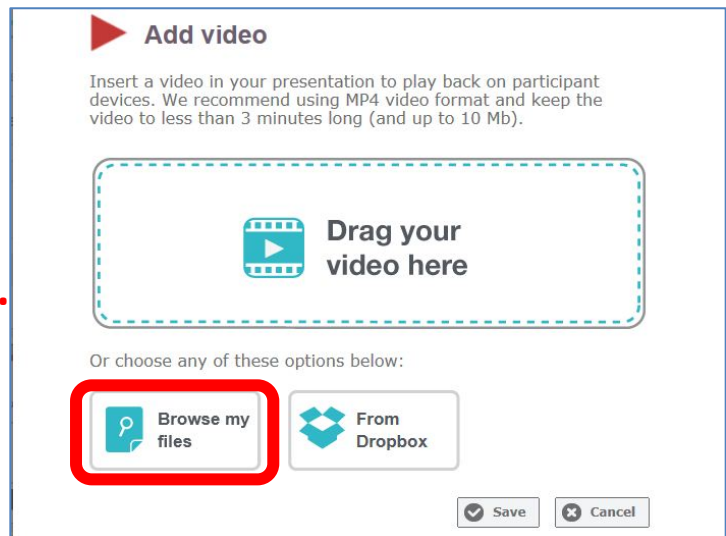 Add video
Insert a video in your presentation to play back on participant
devices. We recommend using MP4 video format and keep the
video to less than 3 minutes long (and up to 10 Mb).
Drag your
video here
Or choose any of these options below:
Browse my
files
From
Dropbox
Save
Cancel